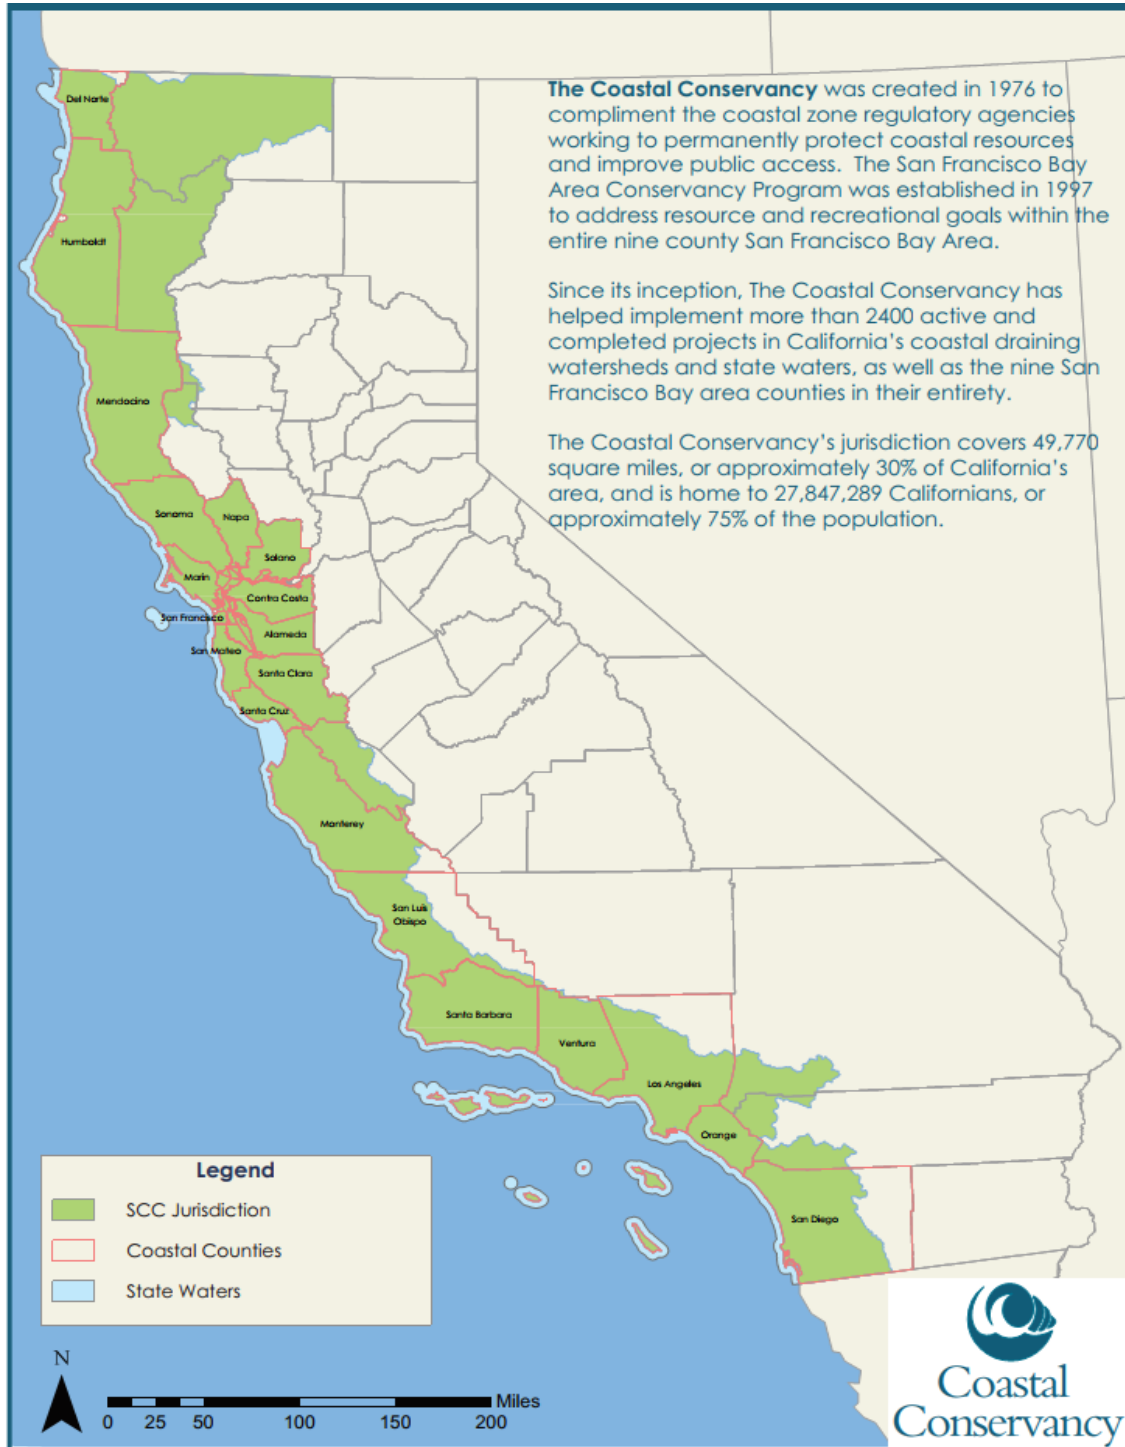 The Coastal Conservancy was created in 1976 to
compliment the coastal zone regulatory agencies
working to permanently protect coastal resources
and improve public access. The San Francisco Bay
Area Conservancy Program was established in 1997
to address resource and recreational goals within the
entire nine county San Francisco Bay Area.
Since its inception, The Coastal Conservancy has
helped implement more than 2400 active and
completed projects in California's coastal draining
watersheds and state waters, as well as the nine San
Francisco Bay area counties in their entirety.
The Coastal Conservancy's jurisdiction covers 49,770
square miles, or approximately 30% of California's
area, and is home to 27,847,289 Californians, or
approximately 75% of the population.
Del Norte
Humboldt
Mendocino
Sonoma
Napa
Solano
Marin
Contra Costa
San Francisco
Alameda
San Mateo
Santa Clara
Santa Cruz
Monterey
San Luis
Obispo
Santa Barbara
Ventura
Los Angeles
Orange
San Diego
Legend
SCC Jurisdiction
Coastal Counties
State Waters
N
Miles
0 25 50 100 150 200
Coastal
Conservancy